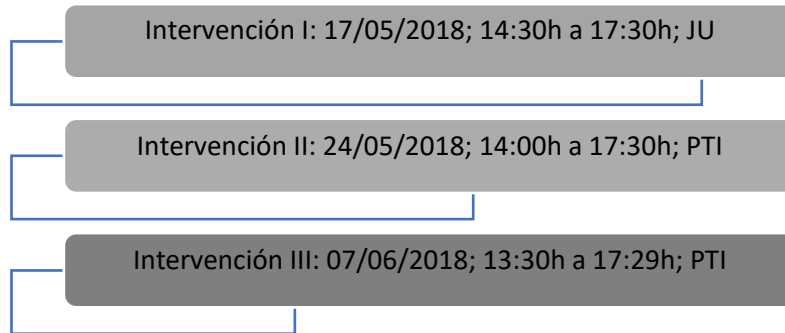 Intervención I: 17/05/2018; 14:30h a 17:30h; JU
Intervención II: 24/05/2018; 14:00h a 17:30h; PTI
Intervención III: 07/06/2018; 13:30h a 17:29h; PTI